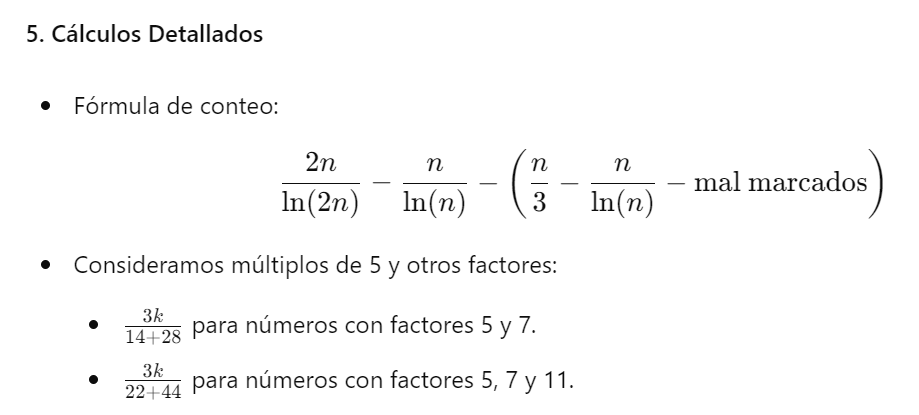 5. Cálculos Detallados
• Fórmula de conteo:
\frac{2n}{\ln(2n)} - \frac{n}{\ln(n)} - \left( \frac{n}{3} - \frac{n}{\ln(n)} - \text{mal marcados} \right)
• Consideramos múltiplos de 5 y otros factores:
• \frac{3k}{14+28} para números con factores 5 y 7.
• \frac{3k}{22+44} para números con factores 5, 7 y 11.